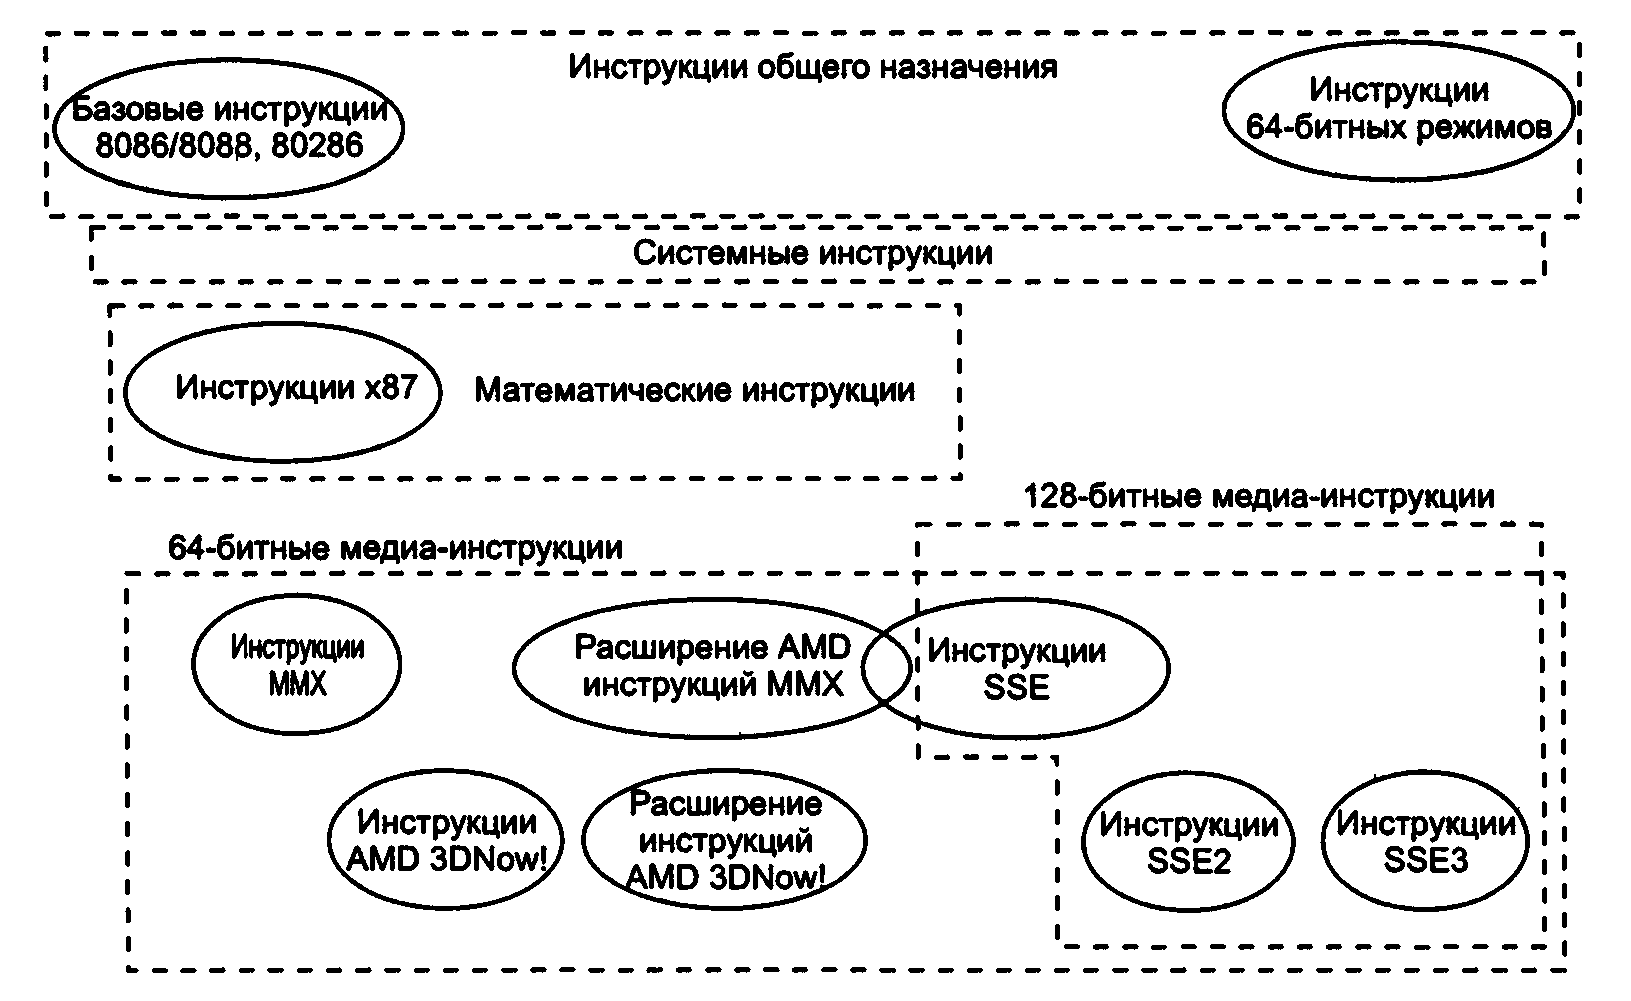 Инструкции общего назначения
Базовые инструкции
8086/8088, 80286
Инструкции
64-битных режимов
Системные инструкции
Инструкции x87
Математические инструкции
128-битные медиа-инструкции
64-битные медиа-инструкции
Инструкции
MMX
Расширение AMD
инструкций MMX
Инструкции
SSE
Инструкции
AMD 3DNow!
Расширение
инструкций
AMD 3DNow!
Инструкции
SSE2
Инструкции
SSE3